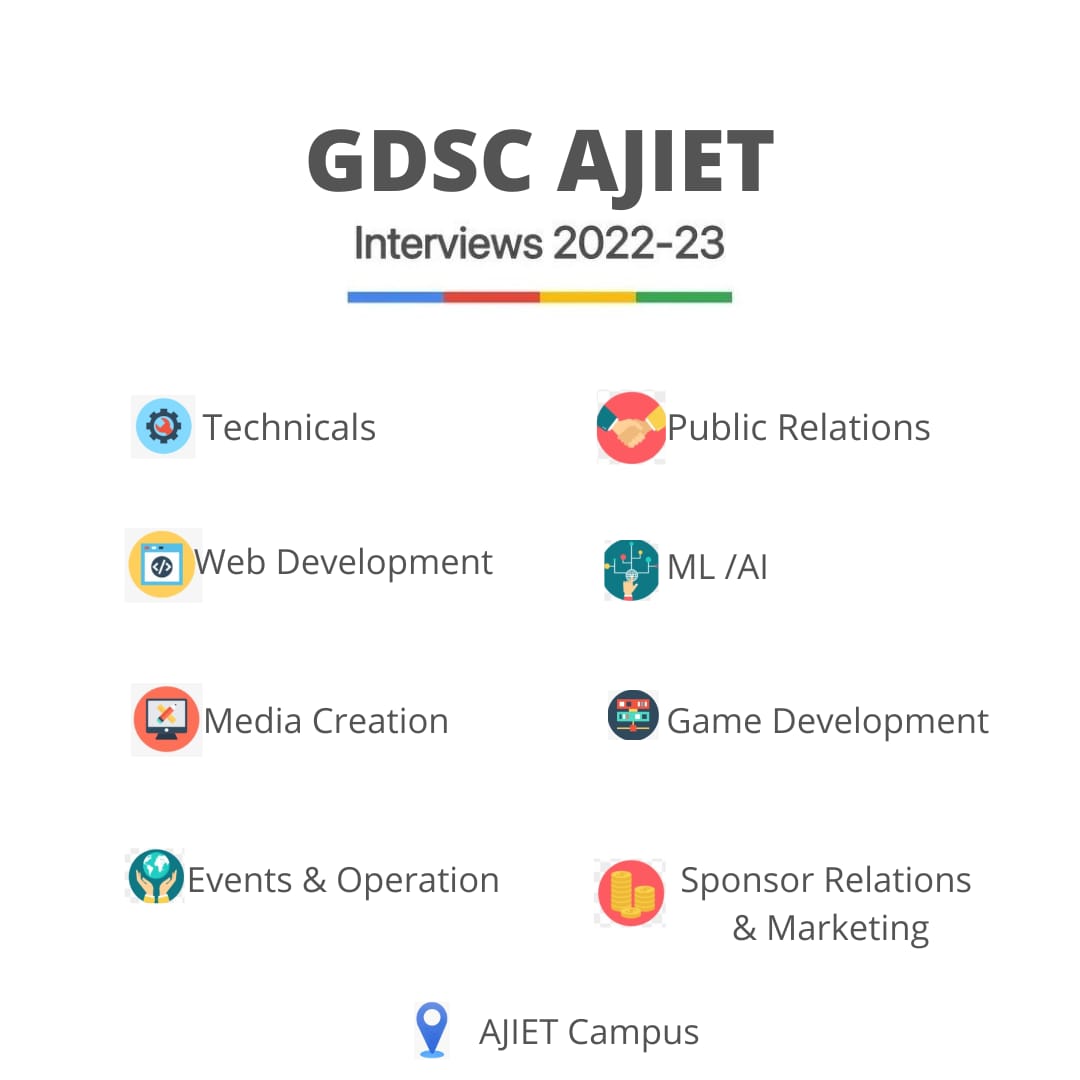 GDSC AJIET
Interviews 2022-23
Technicals
Public Relations
Web Development
ML /AI
Media Creation
Game Development
Events & Operation
Sponsor Relations
& Marketing
AJIET Campus